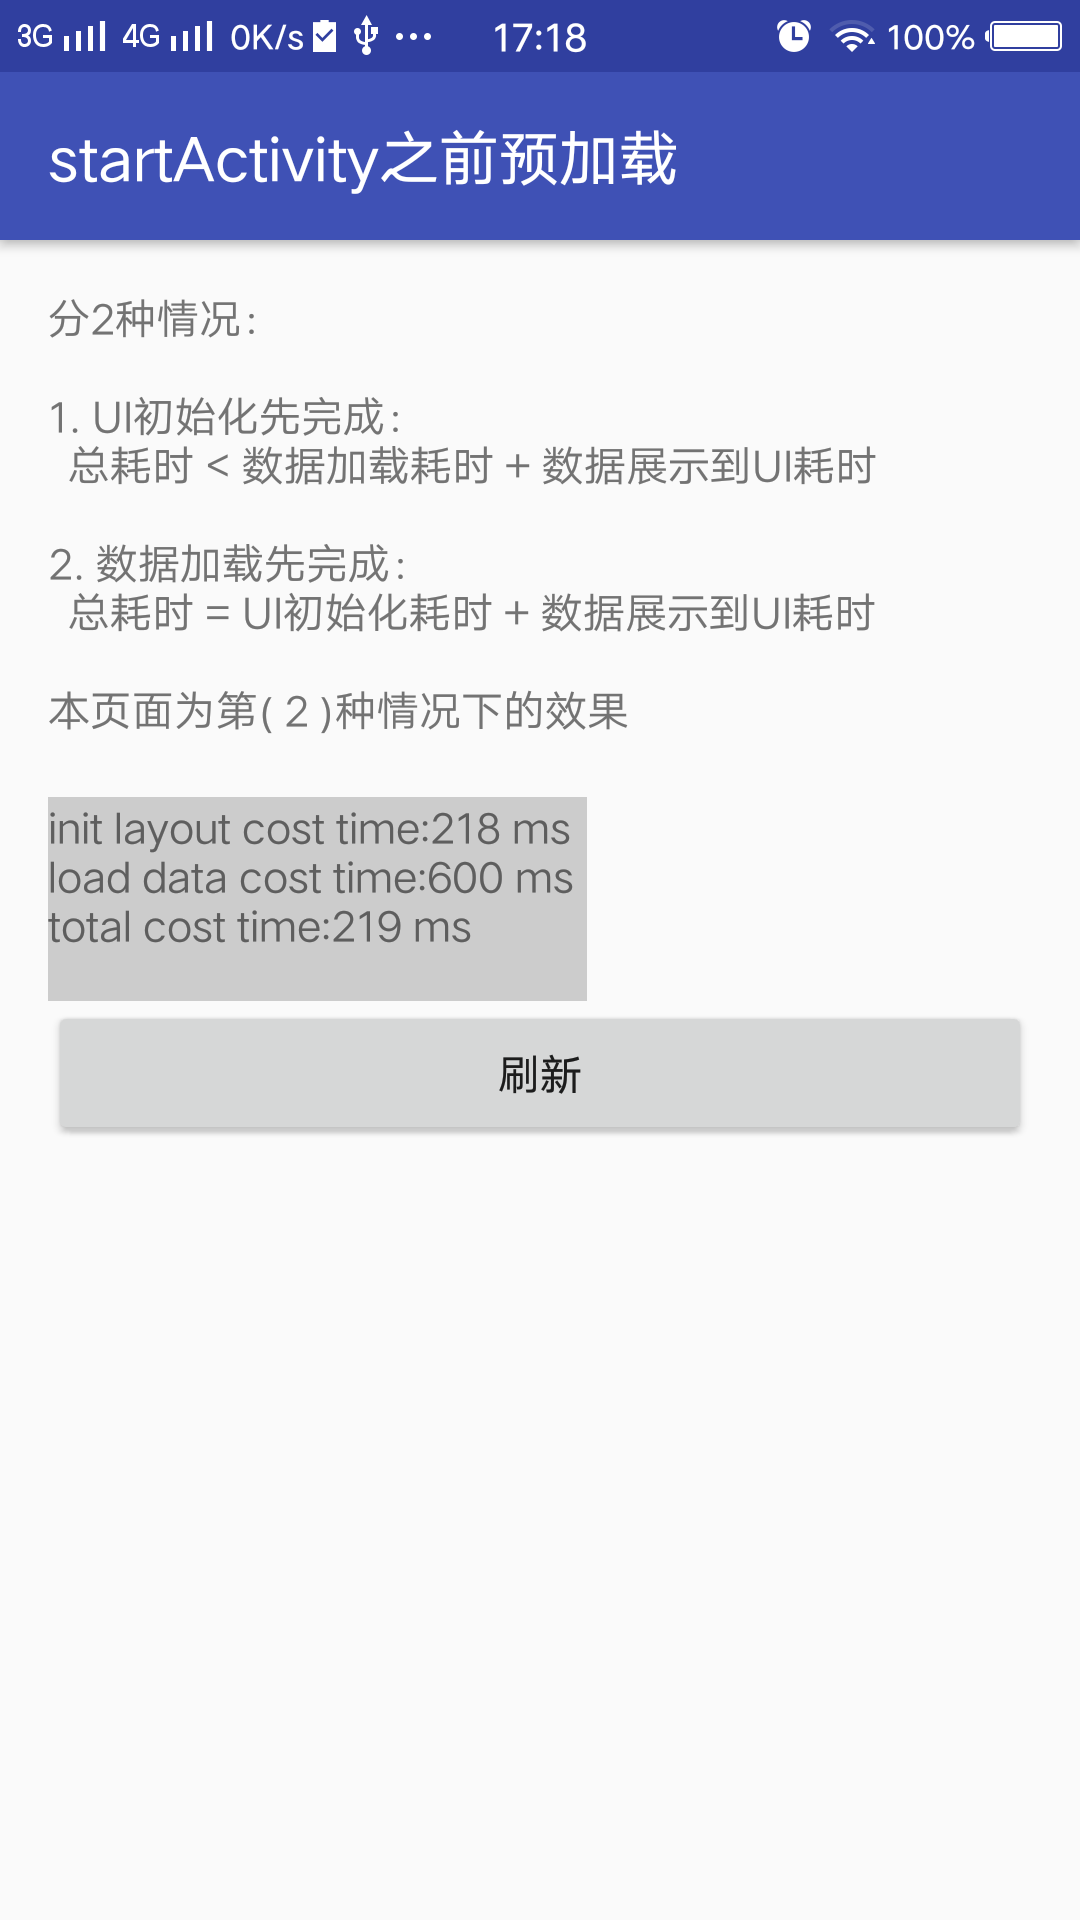 3G 4G 0K/s 17:18 100%
startActivity之前预加载
分2种情况:
1. UI初始化先完成:
总耗时 < 数据加载耗时 + 数据展示到UI耗时
2. 数据加载先完成:
总耗时 = UI初始化耗时 + 数据展示到UI耗时
本页面为第( 2 )种情况下的效果
init layout cost time:218 ms
load data cost time:600 ms
total cost time:219 ms
刷新